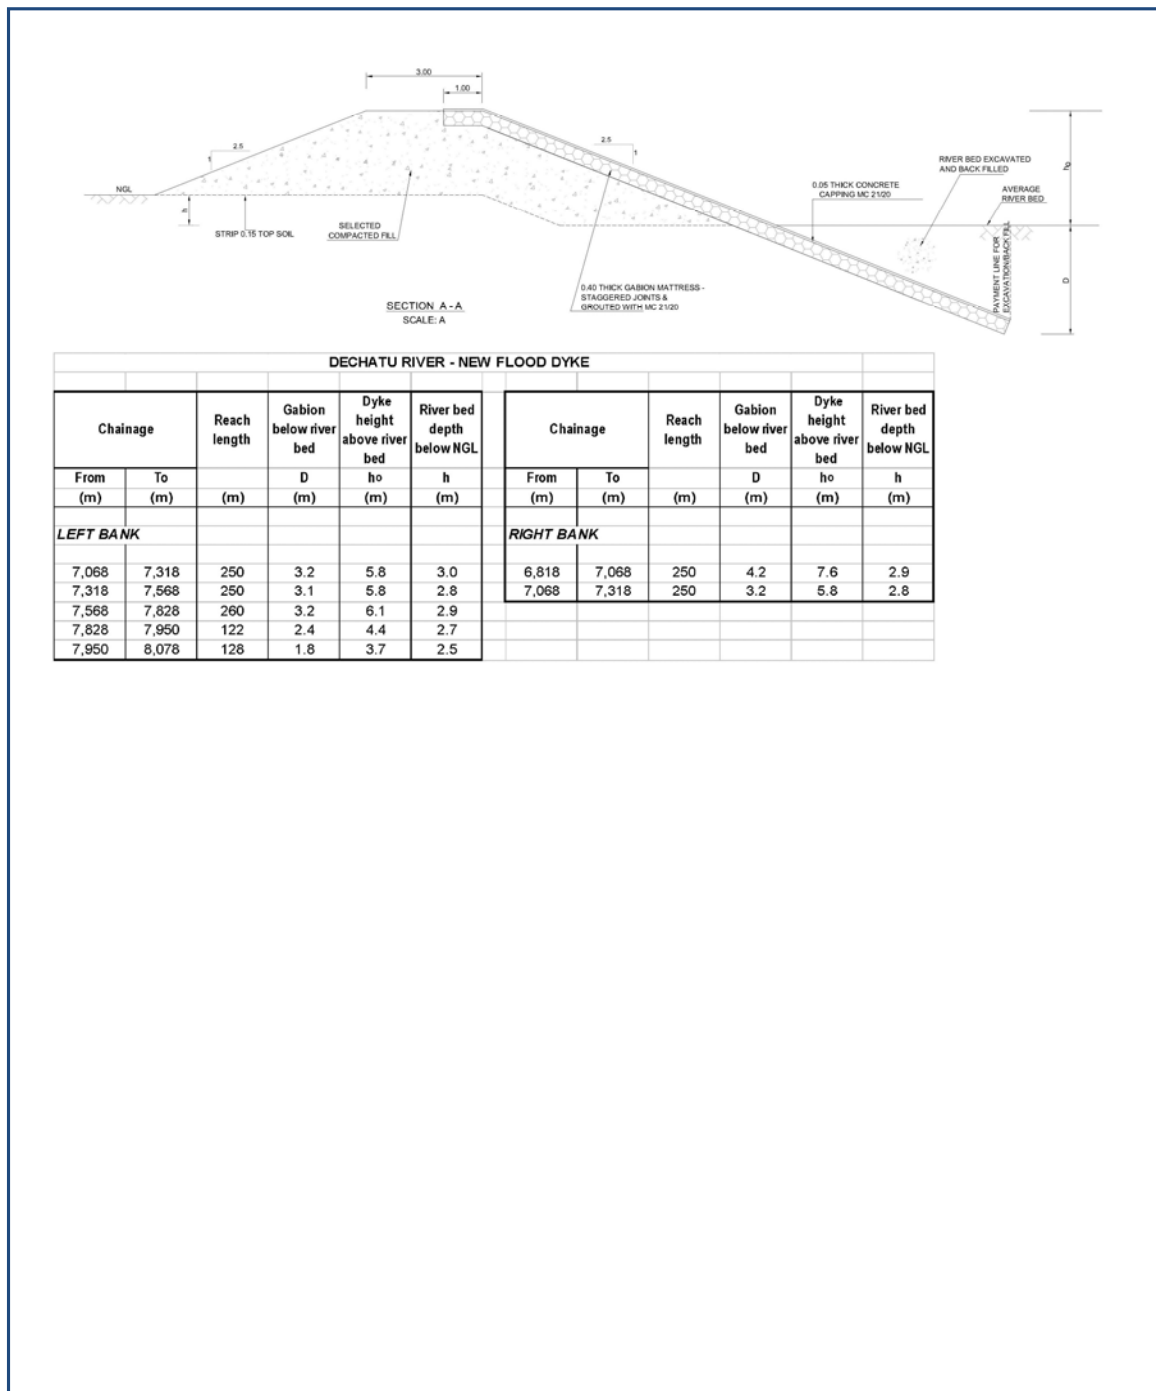 3.00
1.00
2.5
1
2.5
1
NGL
h
STRIP 0.15 TOP SOIL
SELECTED
COMPACTED FILL
0.05 THICK CONCRETE
CAPPING MC 21/20
RIVER BED EXCAVATED
AND BACK FILLED
AVERAGE
RIVER BED
ho
D
PAYMENT LINE FOR
EXCAVATION/BACK FILL
0.40 THICK GABION MATTRESS -
STAGGERED JOINTS &
GROUTED WITH MC 21/20
SECTION A - A
SCALE: A
DECHATU RIVER - NEW FLOOD DYKE
Chainage Reach length Gabion below river bed Dyke height above river bed River bed depth below NGL Chainage Reach length Gabion below river bed Dyke height above river bed River bed depth below NGL
From To D ho h From To D ho h
(m) (m) (m) (m) (m) (m) (m) (m) (m) (m) (m) (m)
LEFT BANK RIGHT BANK
7,068 7,318 250 3.2 5.8 3.0 6,818 7,068 250 4.2 7.6 2.9
7,318 7,568 250 3.1 5.8 2.8 7,068 7,318 250 3.2 5.8 2.8
7,568 7,828 260 3.2 6.1 2.9
7,828 7,950 122 2.4 4.4 2.7
7,950 8,078 128 1.8 3.7 2.5